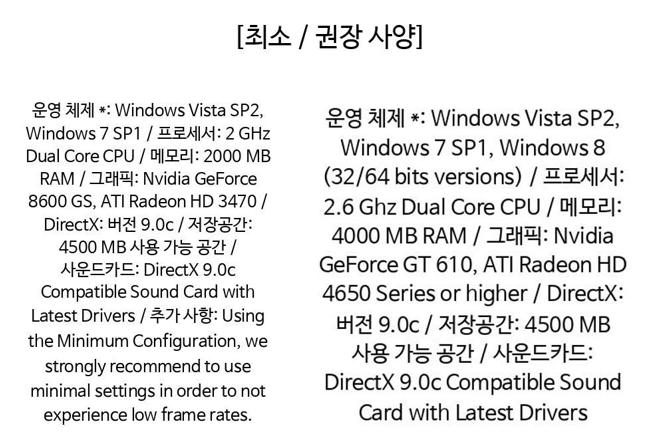 [최소 / 권장 사양]
운영 체제 *: Windows Vista SP2,
Windows 7 SP1 / 프로세서: 2 GHz
Dual Core CPU / 메모리: 2000 MB
RAM / 그래픽: Nvidia GeForce
8600 GS, ATI Radeon HD 3470 /
DirectX: 버전 9.0c / 저장공간:
4500 MB 사용 가능 공간 /
사운드카드: DirectX 9.0c
Compatible Sound Card with
Latest Drivers / 추가 사항: Using
the Minimum Configuration, we
strongly recommend to use
minimal settings in order to not
experience low frame rates.
운영 체제 *: Windows Vista SP2,
Windows 7 SP1, Windows 8
(32/64 bits versions) / 프로세서:
2.6 Ghz Dual Core CPU / 메모리:
4000 MB RAM / 그래픽: Nvidia
GeForce GT 610, ATI Radeon HD
4650 Series or higher / DirectX:
버전 9.0c / 저장공간: 4500 MB
사용 가능 공간 / 사운드카드:
DirectX 9.0c Compatible Sound
Card with Latest Drivers